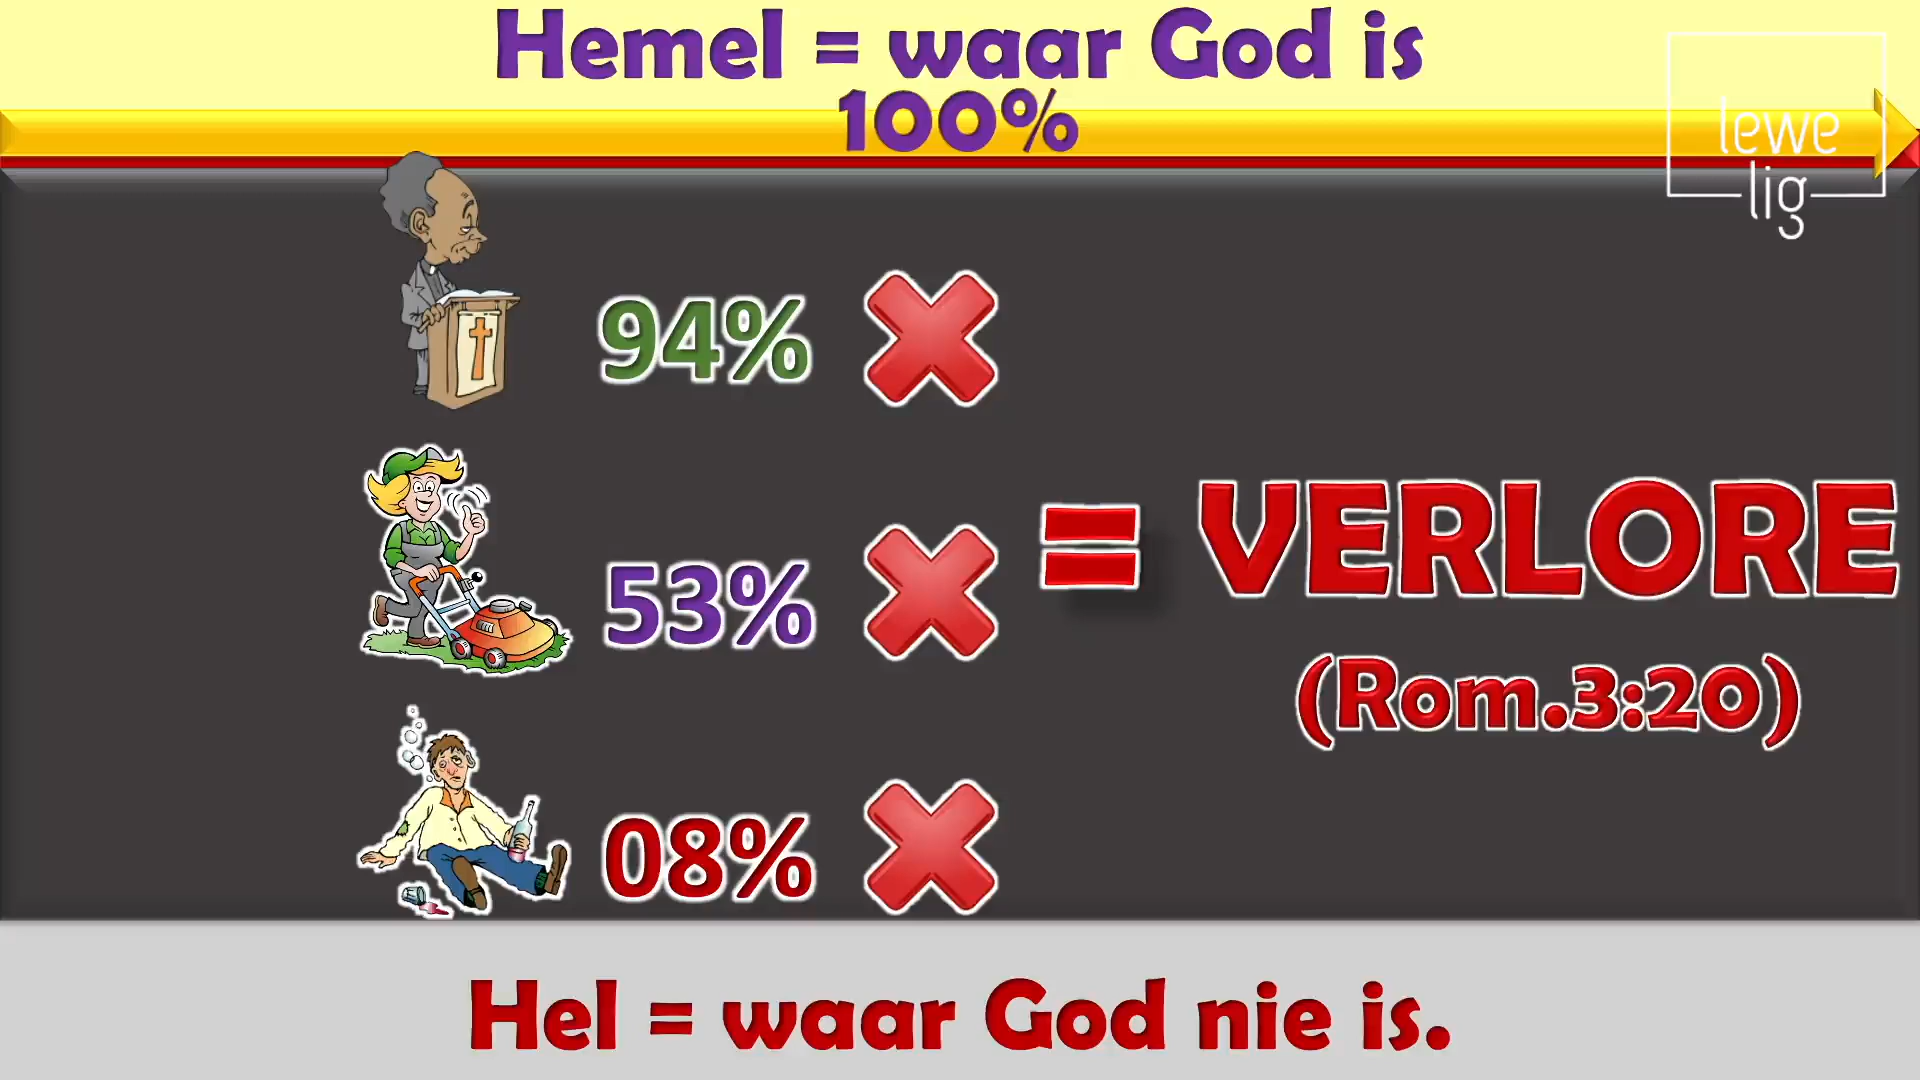 Hemel = waar God is
100%
lewe
lig
94%
53%
= VERLORE
(Rom.3:20)
08%
Hel = waar God nie is.